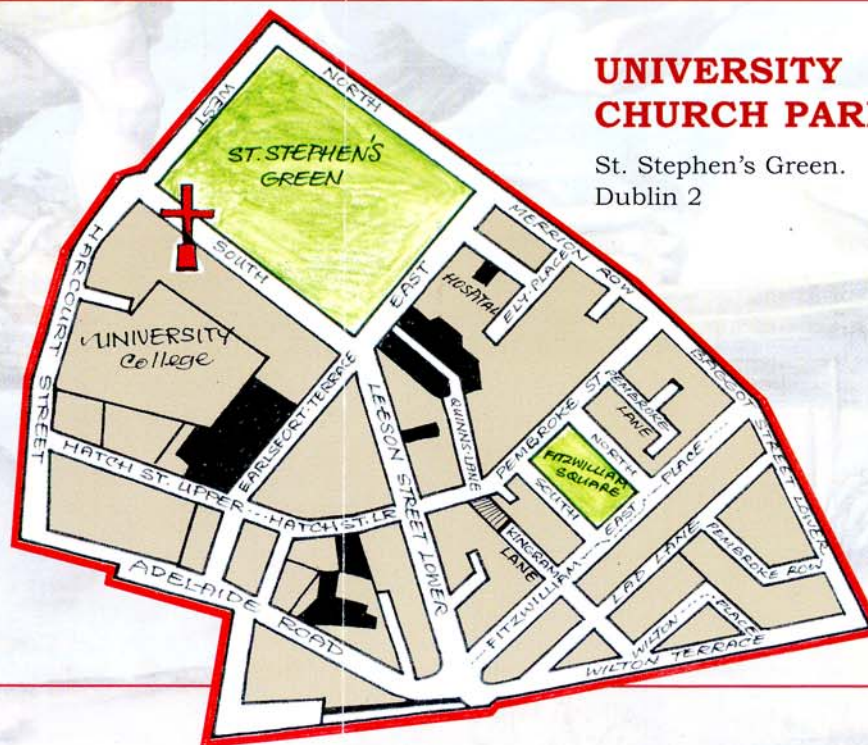 UNIVERSITY
CHURCH PAR
St. Stephen's Green.
Dublin 2
NORTH
WEST
ST. STEPHEN'S
GREEN
SOUTH
EAST
MERRION ROW
HOSPITAL
ELY-PLACE
HARCOURT STREET
UNIVERSITY
College
EARLSFORT-TERRACE
LEESON STREET LOWER
QUINNS-LANE
PEMBROKE ST
PEMBROKE
LANE
BAGGOT STREET LOWER
NORTH
FITZWILLIAM
SQUARE
SOUTH
EAST
PLACE
HATCH ST. UPPER
HATCH ST. LR
KINGRAM
LANE
FITZWILLIAM
LAD LANE
PEMBROKE ROW
ADELAIDE ROAD
WILTON PLACE
WILTON TERRACE